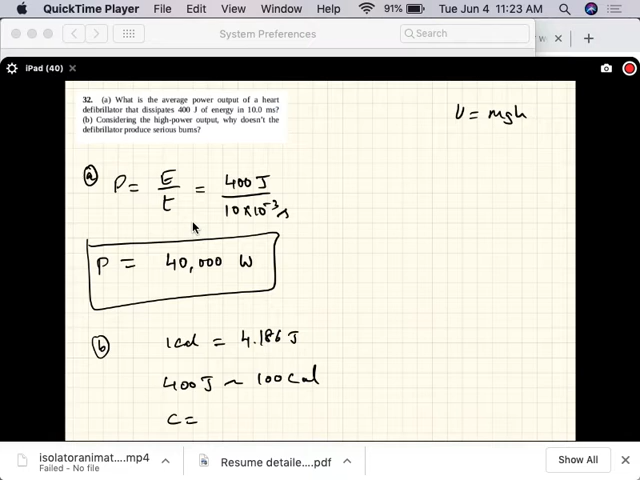 QuickTime Player File Edit View Window Help 91% Tue Jun 4 11:23 AM
System Preferences
Search
iPad (40)
32. (a) What is the average power output of a heart
defibrillator that dissipates 400 J of energy in 10.0 ms?
(b) Considering the high-power output, why doesn't the
defibrillator produce serious burns?
U = mgh
(a) P = E/t = 400 J / 10×10⁻³ s
P = 40,000 W
(b) 1cal = 4.186 J
400 J ~ 100 Cal
C =
isolatoranimat....mp4
Failed - No file
Resume detaile....pdf
Show All